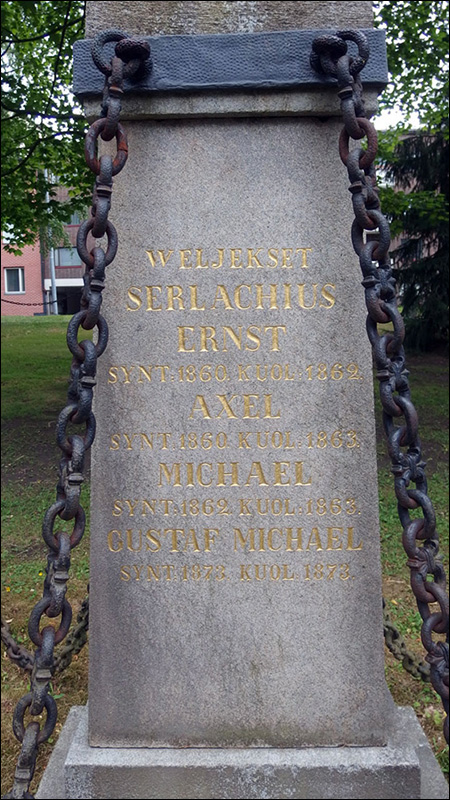 WELJEKSET
SERLACHIUS
ERNST
SYNT. 1860. KUOL. 1862.
AXEL
SYNT. 1860. KUOL. 1863.
MICHAEL
SYNT. 1862. KUOL. 1863.
GUSTAF MICHAEL
SYNT. 1873. KUOL. 1873.